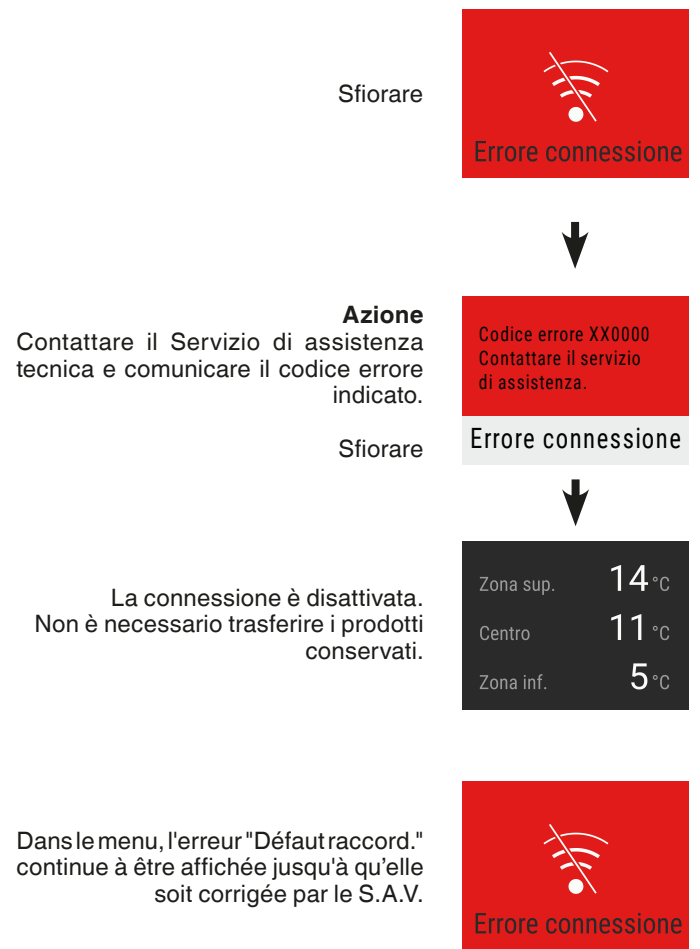 Sfiorare
Errore connessione
Azione
Contattare il Servizio di assistenza
tecnica e comunicare il codice errore
indicato.
Sfiorare
Codice errore XX0000
Contattare il servizio
di assistenza.
Errore connessione
La connessione è disattivata.
Non è necessario trasferire i prodotti
conservati.
Zona sup. 14 °C
Centro 11 °C
Zona inf. 5 °C
Dans le menu, l'erreur "Défaut raccord."
continue à être affichée jusqu'à qu’elle
soit corrigée par le S.A.V.
Errore connessione